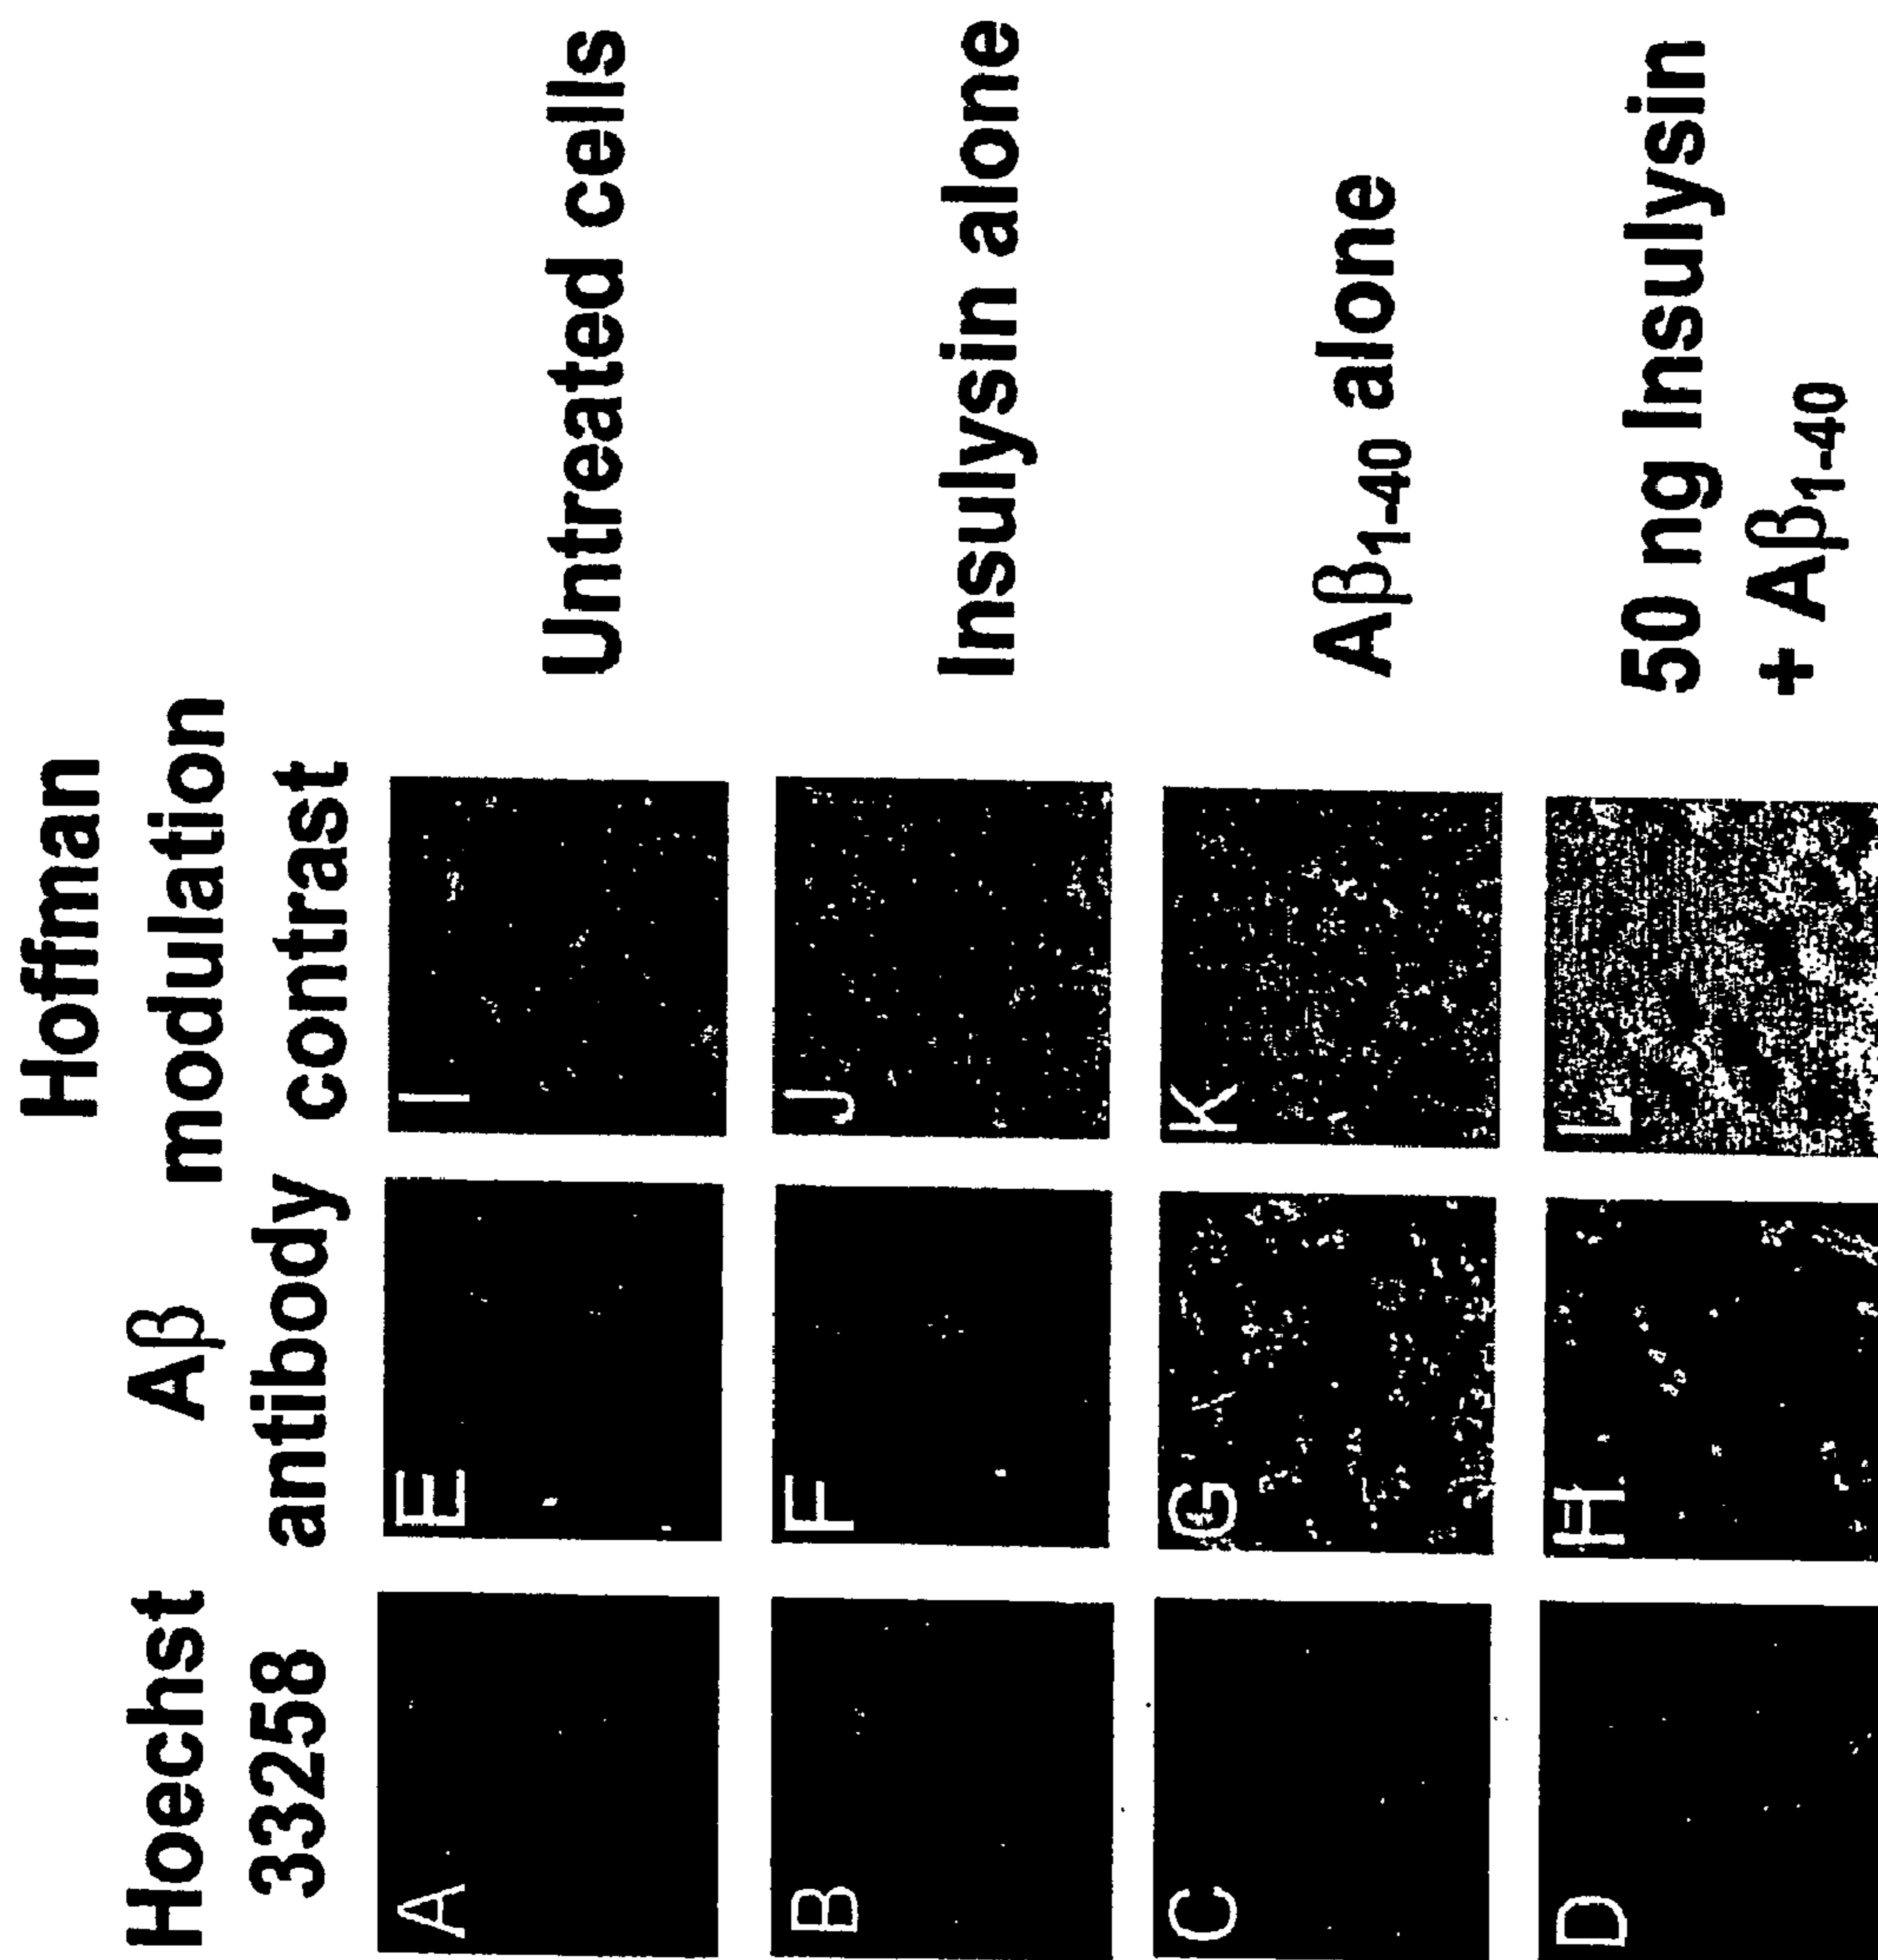 Hoechst
33258
Aβ
antibody
Hoffman
modulation
contrast
A
E
I
Untreated cells
B
F
J
Insulysin alone
C
G
K
Aβ1-40 alone
D
H
L
50 ng Insulysin
+ Aβ1-40